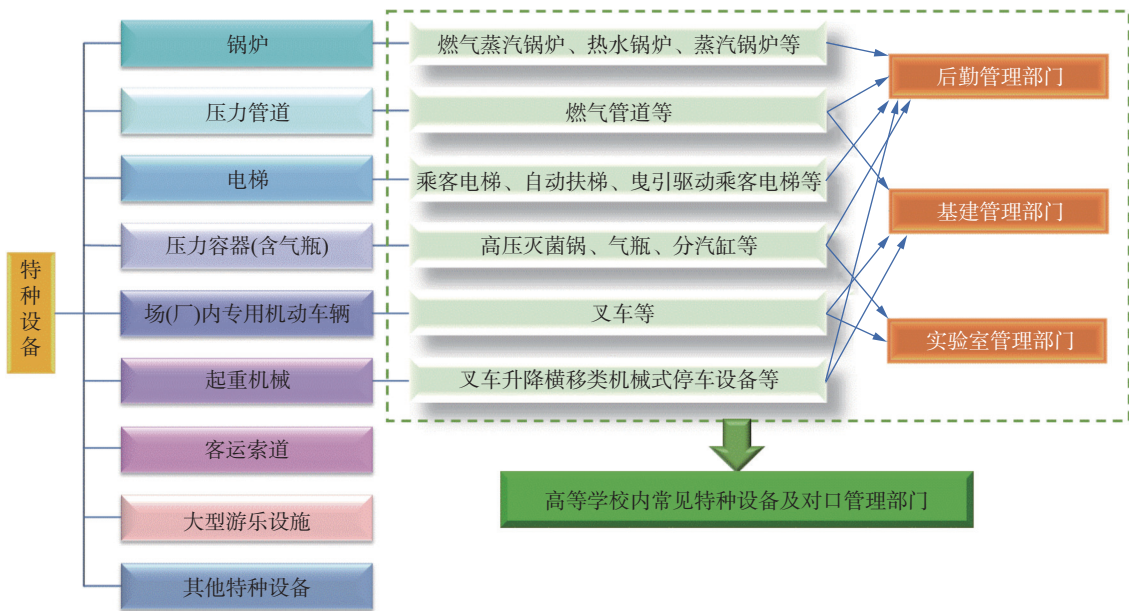 特种设备
锅炉
燃气蒸汽锅炉、热水锅炉、蒸汽锅炉等
后勤管理部门
压力管道
燃气管道等
电梯
乘客电梯、自动扶梯、曳引驱动乘客电梯等
基建管理部门
压力容器(含气瓶)
高压灭菌锅、气瓶、分汽缸等
场(厂)内专用机动车辆
叉车等
实验室管理部门
起重机械
叉车升降横移类机械式停车设备等
客运索道
大型游乐设施
其他特种设备
高等学校内常见特种设备及对口管理部门